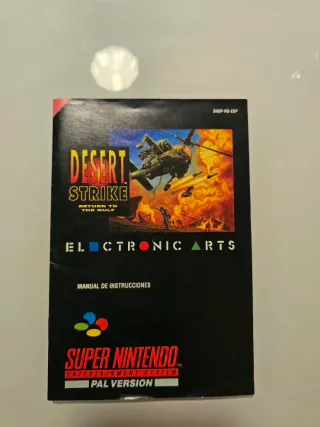 SNSP-RG-ESP
DESERT
STRIKE
RETURN TO
THE GULF
ELECTRONIC ARTS
MANUAL DE INSTRUCCIONES
SUPER NINTENDO
ENTERTAINMENT SYSTEM
PAL VERSION